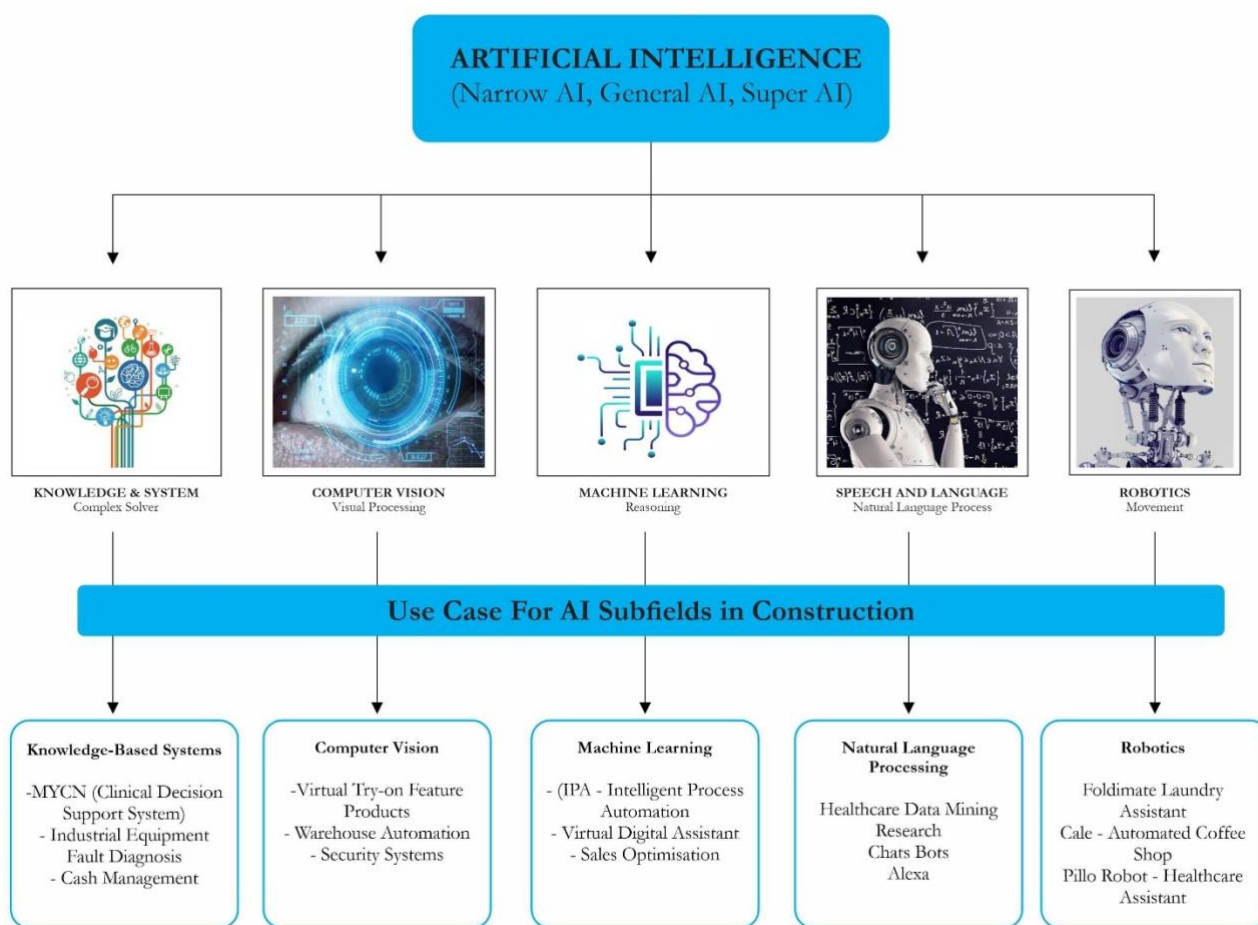 ARTIFICIAL INTELLIGENCE
(Narrow AI, General AI, Super AI)
KNOWLEDGE & SYSTEM
Complex Solver
COMPUTER VISION
Visual Processing
MACHINE LEARNING
Reasoning
SPEECH AND LANGUAGE
Natural Language Process
ROBOTICS
Movement
Use Case For AI Subfields in Construction
Knowledge-Based Systems
-MYCN (Clinical Decision
Support System)
- Industrial Equipment
Fault Diagnosis
- Cash Management
Computer Vision
-Virtual Try-on Feature
Products
-Warehouse Automation
- Security Systems
Machine Learning
- (IPA - Intelligent Process
Automation
- Virtual Digital Assistant
- Sales Optimisation
Natural Language
Processing
Healthcare Data Mining
Research
Chats Bots
Alexa
Robotics
Foldimate Laundry
Assistant
Cale - Automated Coffee
Shop
Pillo Robot - Healthcare
Assistant